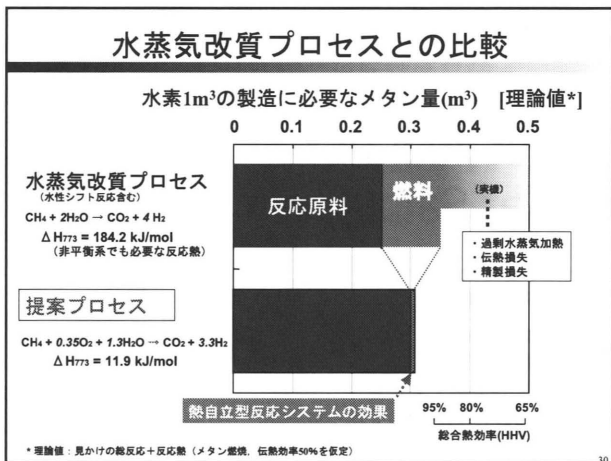 水蒸気改質プロセスとの比較
水素1m³の製造に必要なメタン量(m³) [理論値*]
0 0.1 0.2 0.3 0.4 0.5
水蒸気改質プロセス
(水性シフト反応含む)
CH₄ + 2H₂O → CO₂ + 4 H₂
Δ H₇₇₃ = 184.2 kJ/mol
(非平衡系でも必要な反応熱)
反応原料
燃料
(実機)
・過剰水蒸気加熱
・伝熱損失
・精製損失
提案プロセス
CH₄ + 0.35O₂ + 1.3H₂O → CO₂ + 3.3H₂
Δ H₇₇₃ = 11.9 kJ/mol
熱自立型反応システムの効果
95% 80% 65%
総合熱効率(HHV)
* 理論値：見かけの総反応＋反応熱（メタン燃焼，伝熱効率50%を仮定）
30